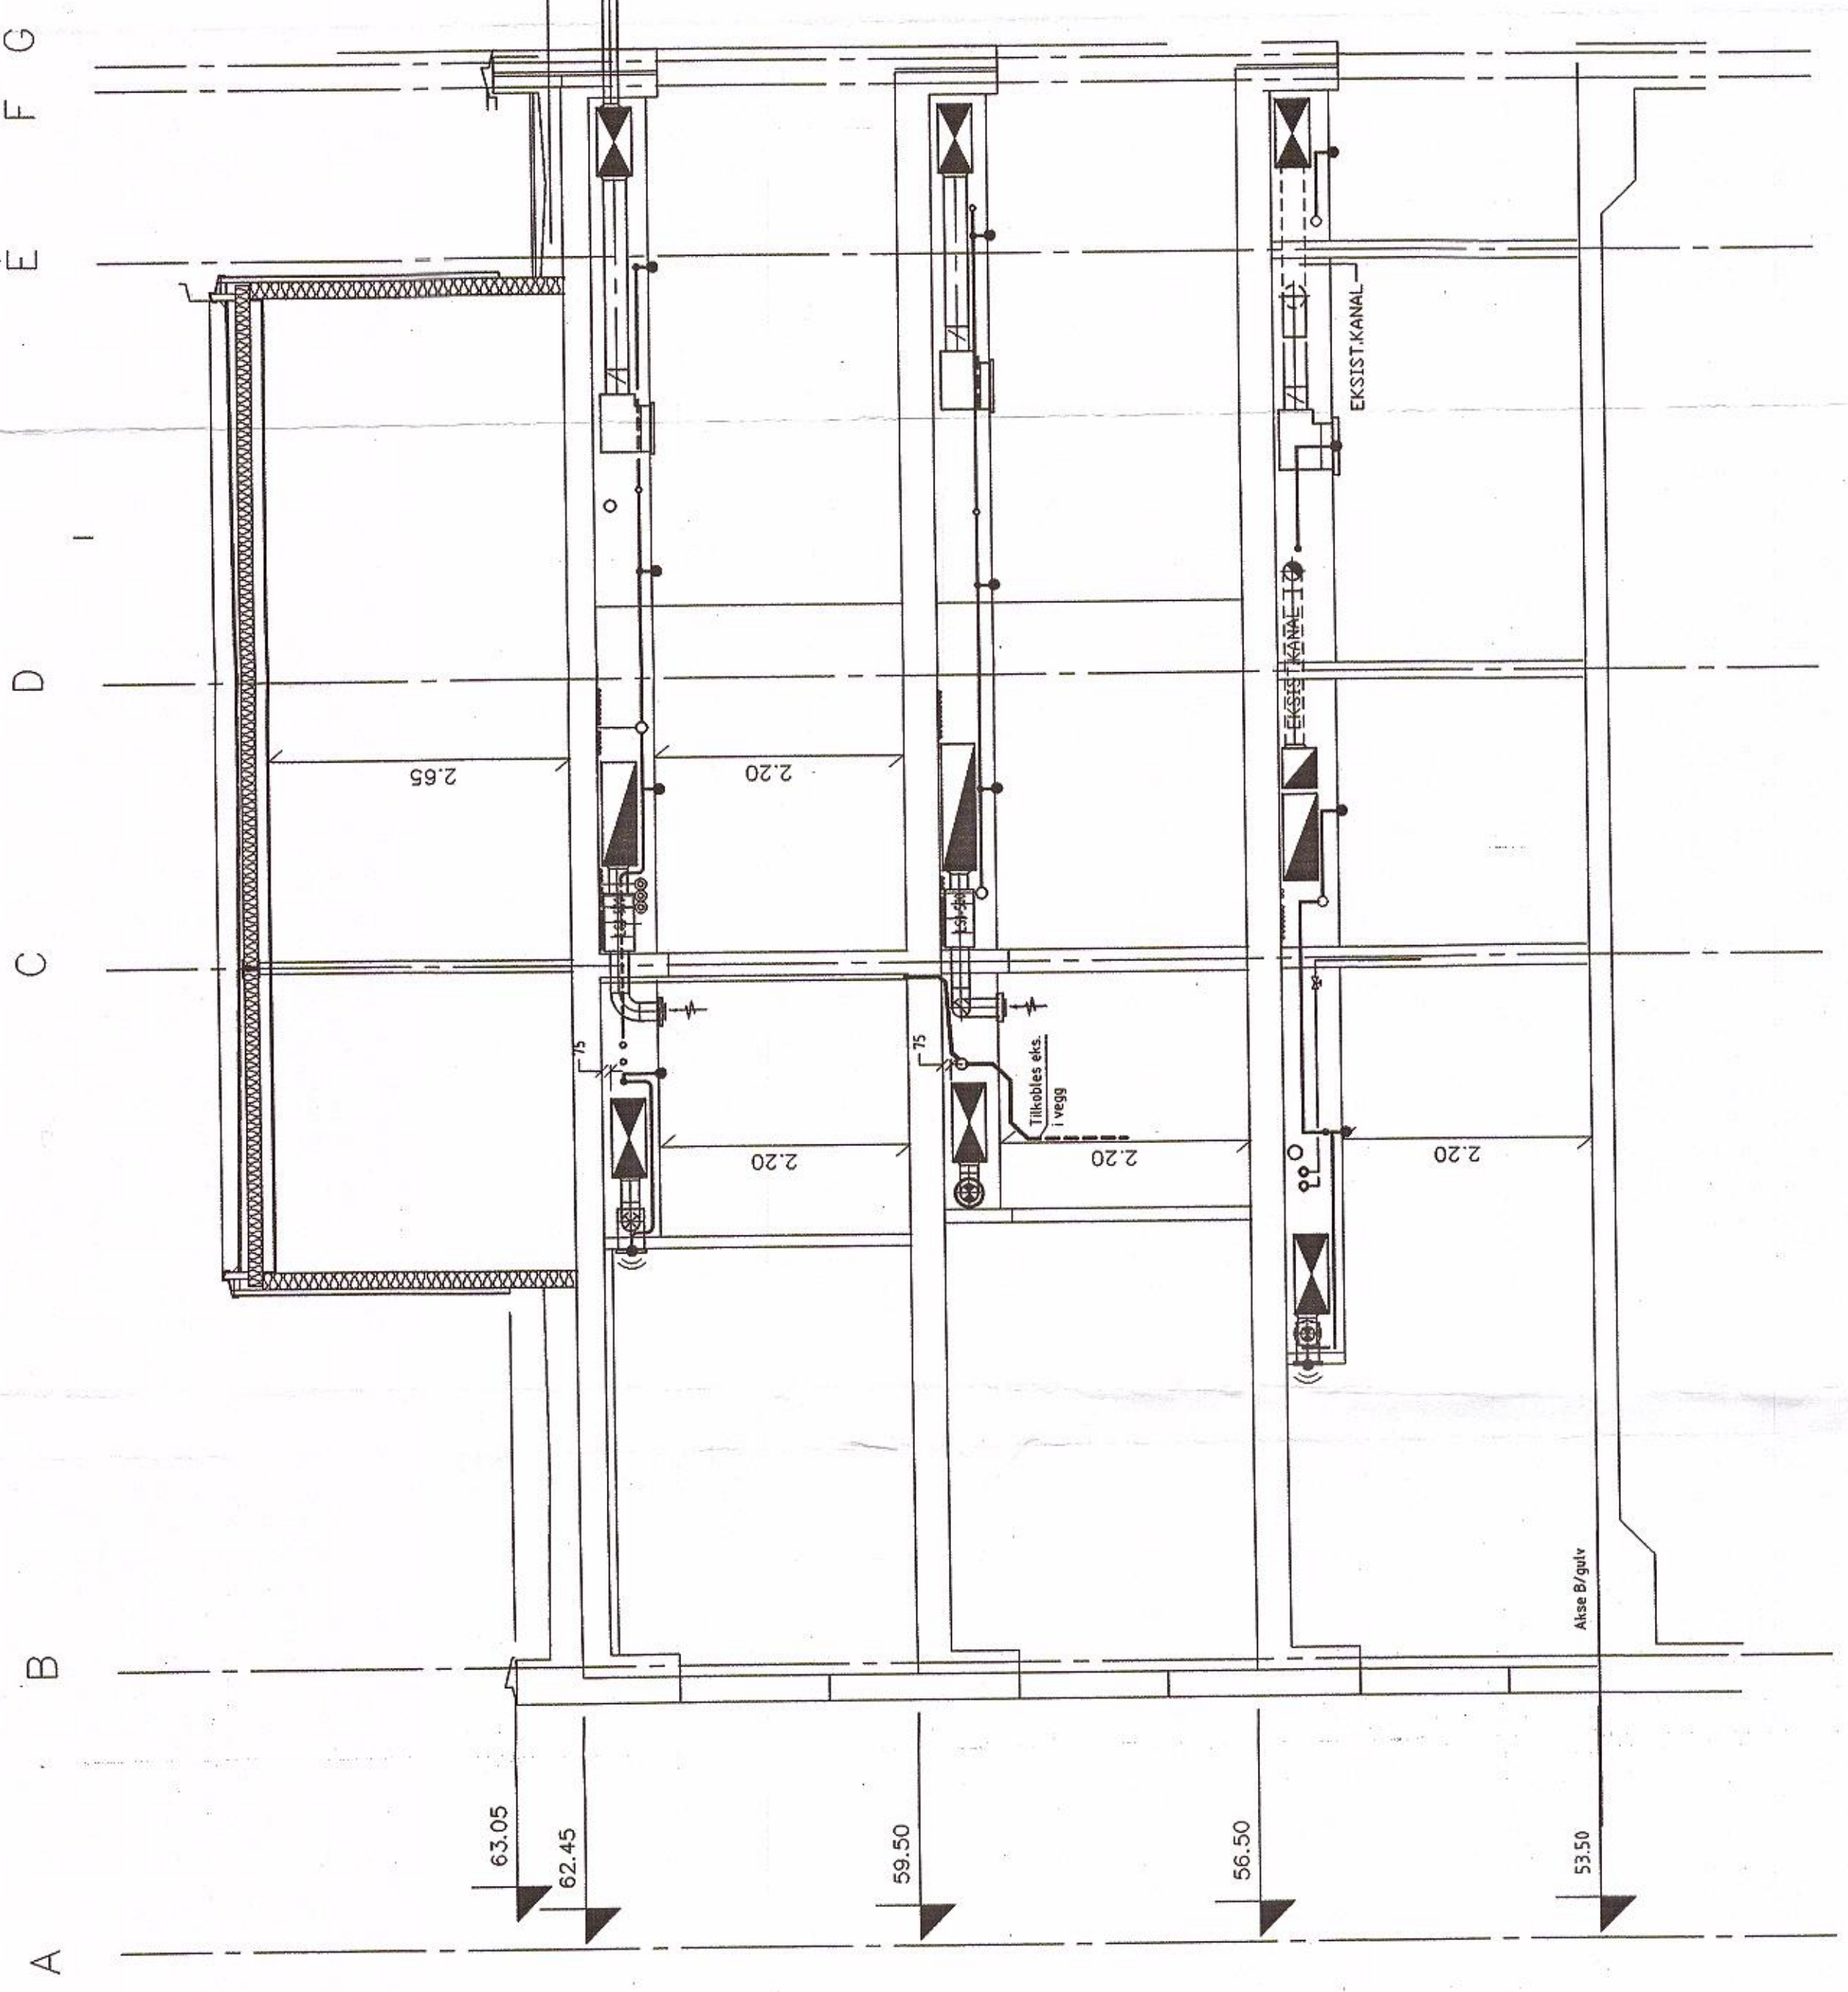 G
F
E
D
C
B
A
EKSIST.KANAL
EKSIST.KANAL
2.65
2.20
2.20
2.20
2.20
75
75
Tilkobles eks.
i vegg
Akse B/gulv
63.05
62.45
59.50
56.50
53.50